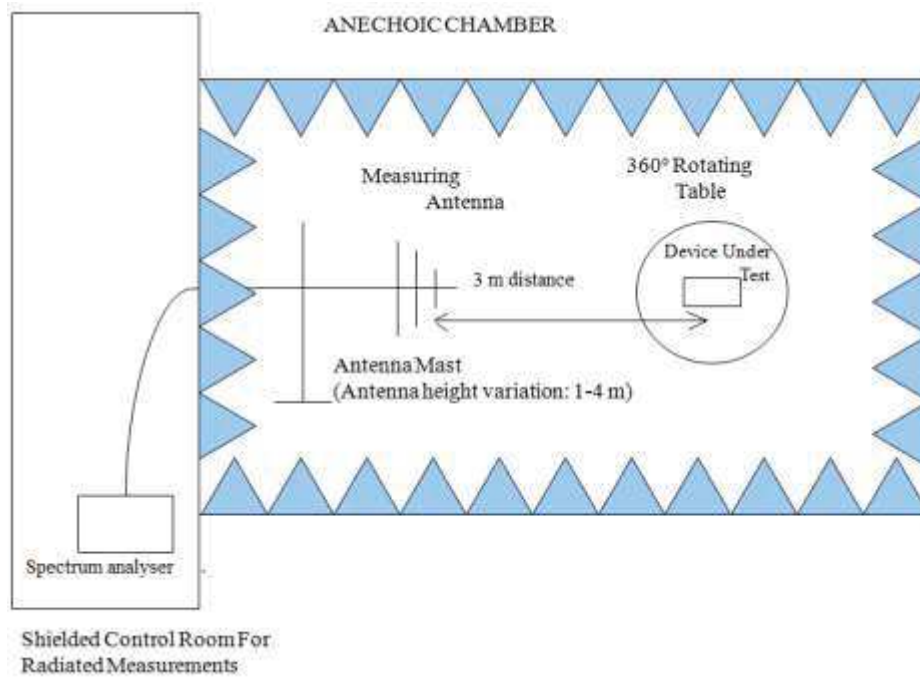 ANECHOIC CHAMBER
Measuring
Antenna
360° Rotating
Table
Device Under
Test
3 m distance
Antenna Mast
(Antenna height variation: 1-4 m)
Spectrum analyser
Shielded Control Room For
Radiated Measurements